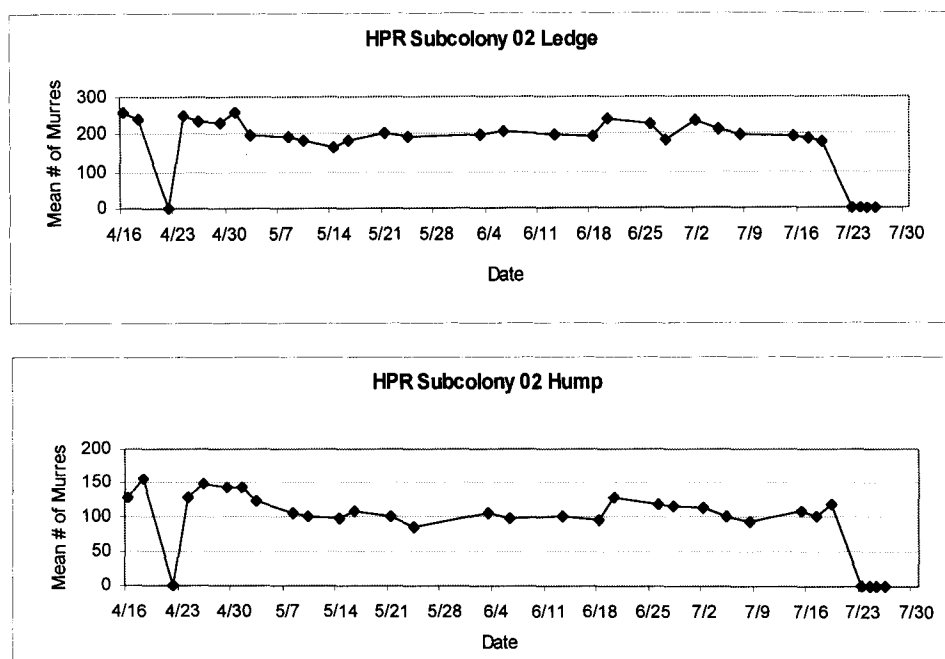 HPR Subcolony 02 Ledge
Mean # of Murres
300
200
100
0
4/16 4/23 4/30 5/7 5/14 5/21 5/28 6/4 6/11 6/18 6/25 7/2 7/9 7/16 7/23 7/30
Date
HPR Subcolony 02 Hump
Mean # of Murres
200
150
100
50
0
4/16 4/23 4/30 5/7 5/14 5/21 5/28 6/4 6/11 6/18 6/25 7/2 7/9 7/16 7/23 7/30
Date